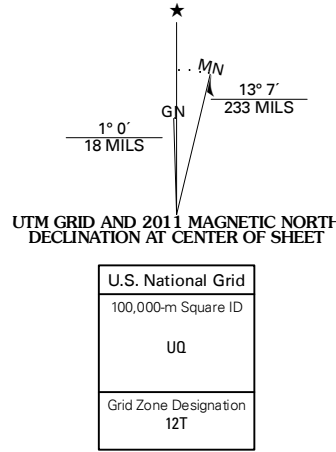 MN
GN
13° 7´
233 MILS
1° 0´
18 MILS
UTM GRID AND 2011 MAGNETIC NORTH
DECLINATION AT CENTER OF SHEET
U.S. National Grid
100,000-m Square ID
UQ
Grid Zone Designation
12T